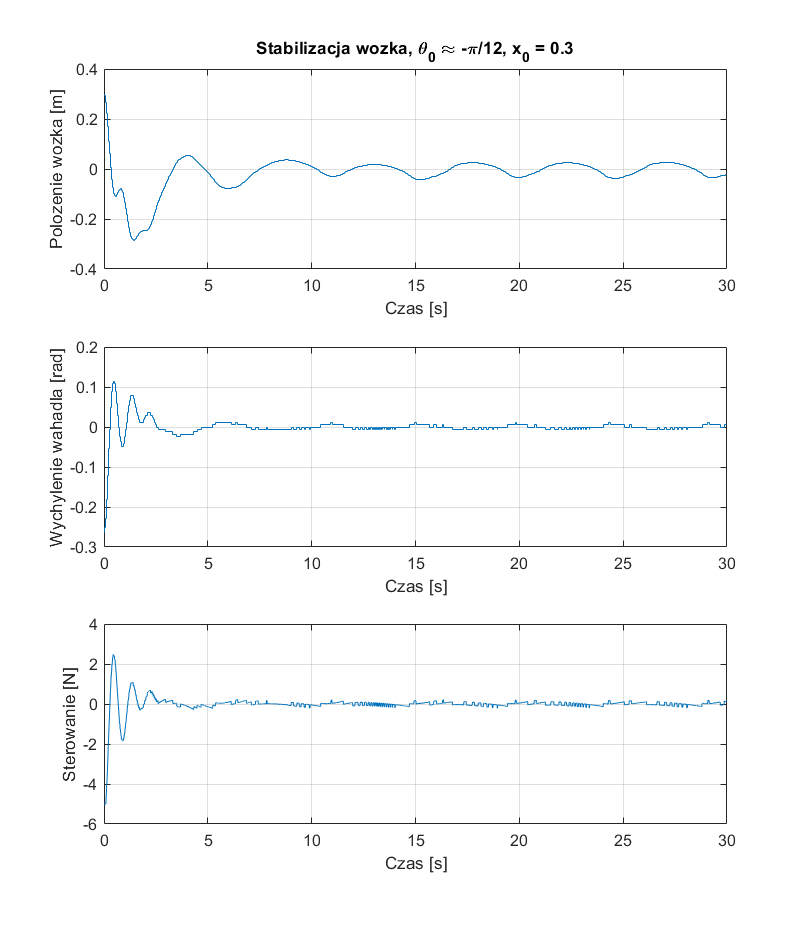 Stabilizacja wozka, θ₀ ≈ -π/12, x₀ = 0.3
Polozenie wozka [m]
0.4
0.2
0
-0.2
-0.4
0 5 10 15 20 25 30
Czas [s]
Wychylenie wahadla [rad]
0.2
0.1
0
-0.1
-0.2
-0.3
0 5 10 15 20 25 30
Czas [s]
Sterowanie [N]
4
2
0
-2
-4
-6
0 5 10 15 20 25 30
Czas [s]